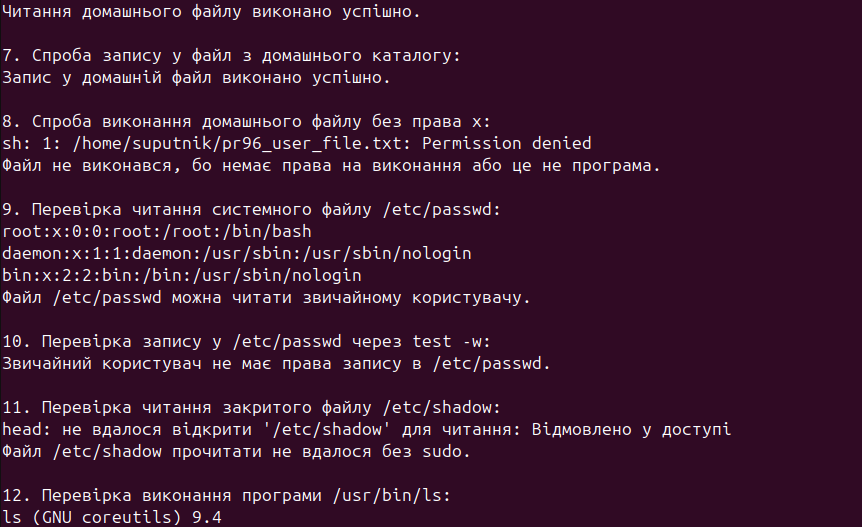 Читання домашнього файлу виконано успішно.
7. Спроба запису у файл з домашнього каталогу:
Запис у домашній файл виконано успішно.
8. Спроба виконання домашнього файлу без права x:
sh: 1: /home/suputnik/pr96_user_file.txt: Permission denied
Файл не виконався, бо немає права на виконання або це не програма.
9. Перевірка читання системного файлу /etc/passwd:
root:x:0:0:root:/root:/bin/bash
daemon:x:1:1:daemon:/usr/sbin:/usr/sbin/nologin
bin:x:2:2:bin:/bin:/usr/sbin/nologin
Файл /etc/passwd можна читати звичайному користувачу.
10. Перевірка запису у /etc/passwd через test -w:
Звичайний користувач не має права запису в /etc/passwd.
11. Перевірка читання закритого файлу /etc/shadow:
head: не вдалося відкрити '/etc/shadow' для читання: Відмовлено у доступі
Файл /etc/shadow прочитати не вдалося без sudo.
12. Перевірка виконання програми /usr/bin/ls:
ls (GNU coreutils) 9.4